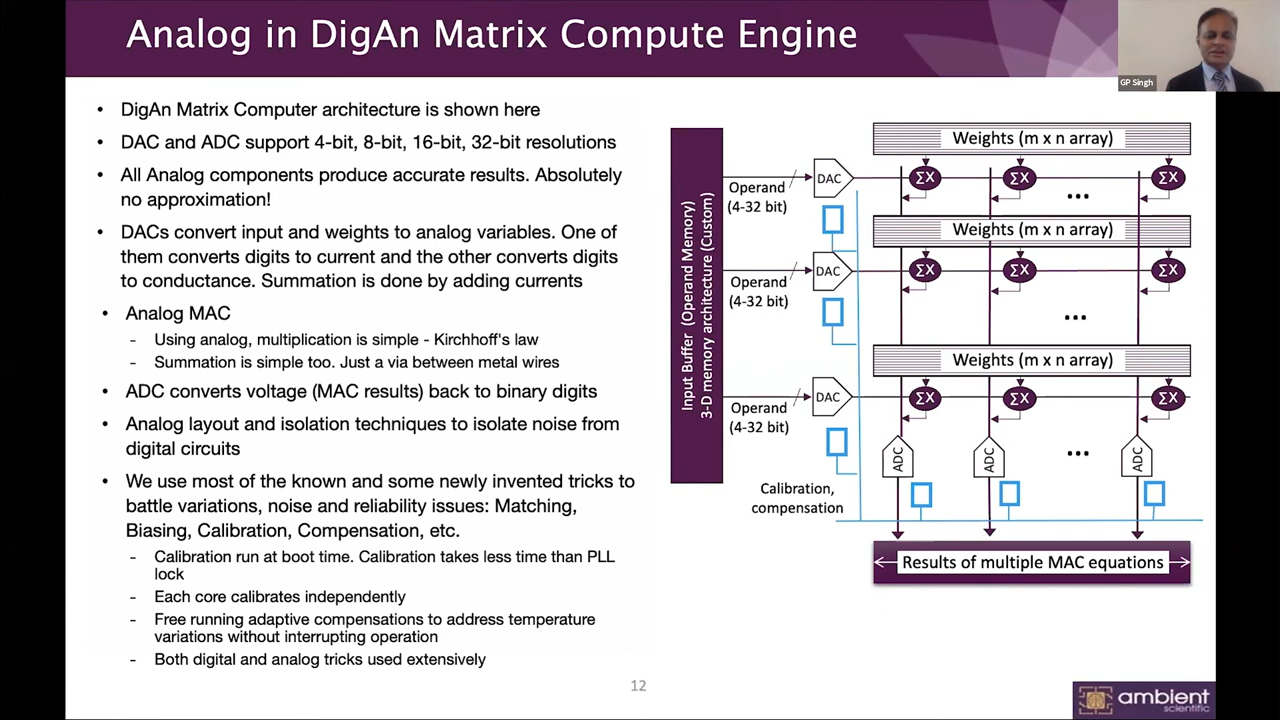 Analog in DigAn Matrix Compute Engine
GP Singh
• DigAn Matrix Computer architecture is shown here
• DAC and ADC support 4-bit, 8-bit, 16-bit, 32-bit resolutions
• All Analog components produce accurate results. Absolutely
no approximation!
• DACs convert input and weights to analog variables. One of
them converts digits to current and the other converts digits
to conductance. Summation is done by adding currents
• Analog MAC
- Using analog, multiplication is simple - Kirchhoff's law
- Summation is simple too. Just a via between metal wires
• ADC converts voltage (MAC results) back to binary digits
• Analog layout and isolation techniques to isolate noise from
digital circuits
• We use most of the known and some newly invented tricks to
battle variations, noise and reliability issues: Matching,
Biasing, Calibration, Compensation, etc.
- Calibration run at boot time. Calibration takes less time than PLL
lock
- Each core calibrates independently
- Free running adaptive compensations to address temperature
variations without interrupting operation
- Both digital and analog tricks used extensively
Input Buffer (Operand Memory)
3-D memory architecture (Custom)
Weights (m x n array)
Operand
(4-32 bit)
DAC
ΣX ΣX ΣX
...
Weights (m x n array)
Operand
(4-32 bit)
DAC
ΣX ΣX ΣX
...
Weights (m x n array)
Operand
(4-32 bit)
DAC
ΣX ΣX ΣX
ADC ADC ... ADC
Calibration,
compensation
Results of multiple MAC equations
12
ambient
scientific